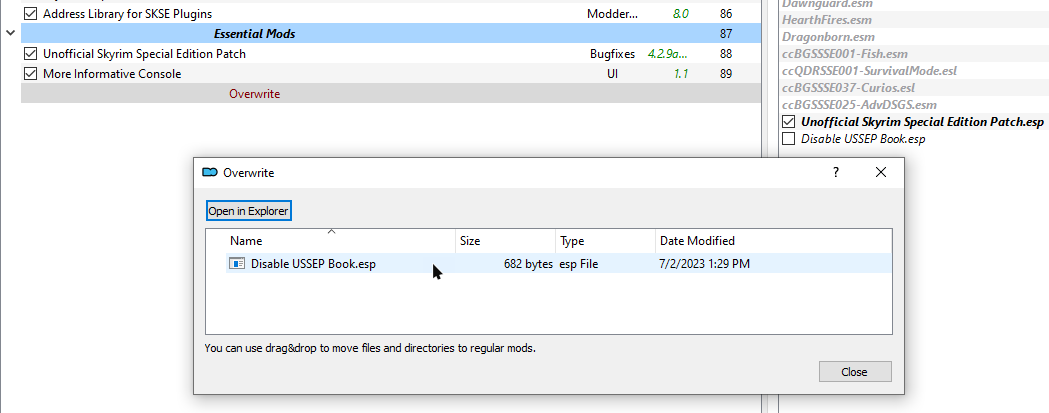 Address Library for SKSE Plugins Modder... 8.0 86
Essential Mods 87
Unofficial Skyrim Special Edition Patch Bugfixes 4.2.9a... 88
More Informative Console UI 1.1 89
Overwrite
Dawnguard.esm
HearthFires.esm
Dragonborn.esm
ccBGSSSE001-Fish.esm
ccQDRSSE001-SurvivalMode.esl
ccBGSSSE037-Curios.esl
ccBGSSSE025-AdvDSGS.esm
Unofficial Skyrim Special Edition Patch.esp
Disable USSEP Book.esp
Overwrite ?
Open in Explorer
Name Size Type Date Modified
Disable USSEP Book.esp 682 bytes esp File 7/2/2023 1:29 PM
You can use drag&drop to move files and directories to regular mods.
Close